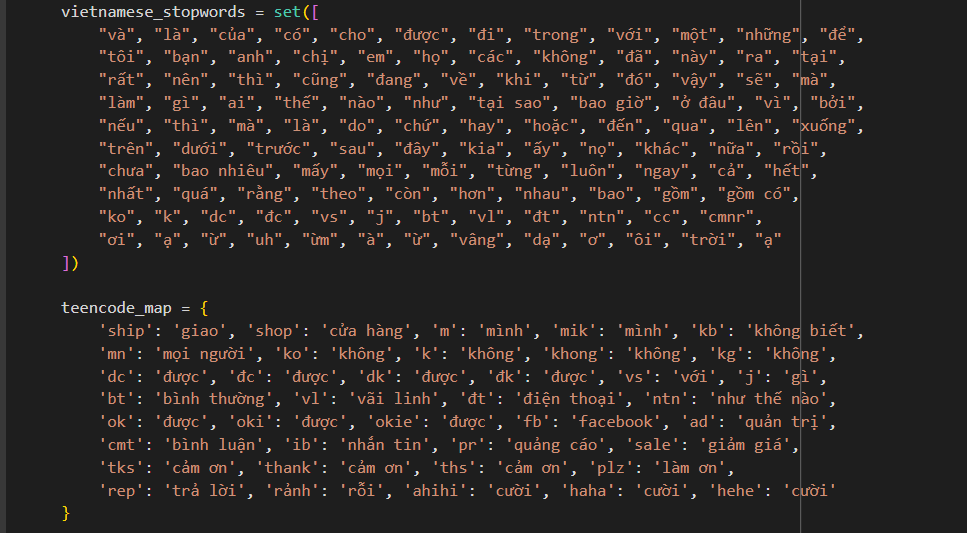 vietnamese_stopwords = set([
"và", "là", "của", "có", "cho", "được", "đi", "trong", "với", "một", "những", "để",
"tôi", "bạn", "anh", "chị", "em", "họ", "các", "không", "đã", "này", "ra", "tại",
"rất", "nên", "thì", "cũng", "đang", "về", "khi", "từ", "đó", "vậy", "sẽ", "mà",
"làm", "gì", "ai", "thế", "nào", "như", "tại sao", "bao giờ", "ở đâu", "vì", "bởi",
"nếu", "thì", "mà", "là", "do", "chứ", "hay", "hoặc", "đến", "qua", "lên", "xuống",
"trên", "dưới", "trước", "sau", "đây", "kia", "ấy", "nọ", "khác", "nữa", "rồi",
"chưa", "bao nhiêu", "mấy", "mọi", "mỗi", "từng", "luôn", "ngay", "cả", "hết",
"nhất", "quá", "rằng", "theo", "còn", "hơn", "nhau", "bao", "gồm", "gồm có",
"ko", "k", "dc", "đc", "vs", "j", "bt", "vl", "đt", "ntn", "cc", "cmnr",
"ơi", "ạ", "ừ", "uh", "ừm", "à", "ừ", "vâng", "dạ", "ơ", "ôi", "trời", "ạ"
])
teencode_map = {
'ship': 'giao', 'shop': 'cửa hàng', 'm': 'mình', 'mik': 'mình', 'kb': 'không biết',
'mn': 'mọi người', 'ko': 'không', 'k': 'không', 'khong': 'không', 'kg': 'không',
'dc': 'được', 'đc': 'được', 'dk': 'được', 'đk': 'được', 'vs': 'với', 'j': 'gì',
'bt': 'bình thường', 'vl': 'vãi linh', 'đt': 'điện thoại', 'ntn': 'như thế nào',
'ok': 'được', 'oki': 'được', 'okie': 'được', 'fb': 'facebook', 'ad': 'quản trị',
'cmt': 'bình luận', 'ib': 'nhắn tin', 'pr': 'quảng cáo', 'sale': 'giảm giá',
'tks': 'cảm ơn', 'thank': 'cảm ơn', 'ths': 'cảm ơn', 'plz': 'làm ơn',
'rep': 'trả lời', 'rảnh': 'rỗi', 'ahihi': 'cười', 'haha': 'cười', 'hehe': 'cười'
}